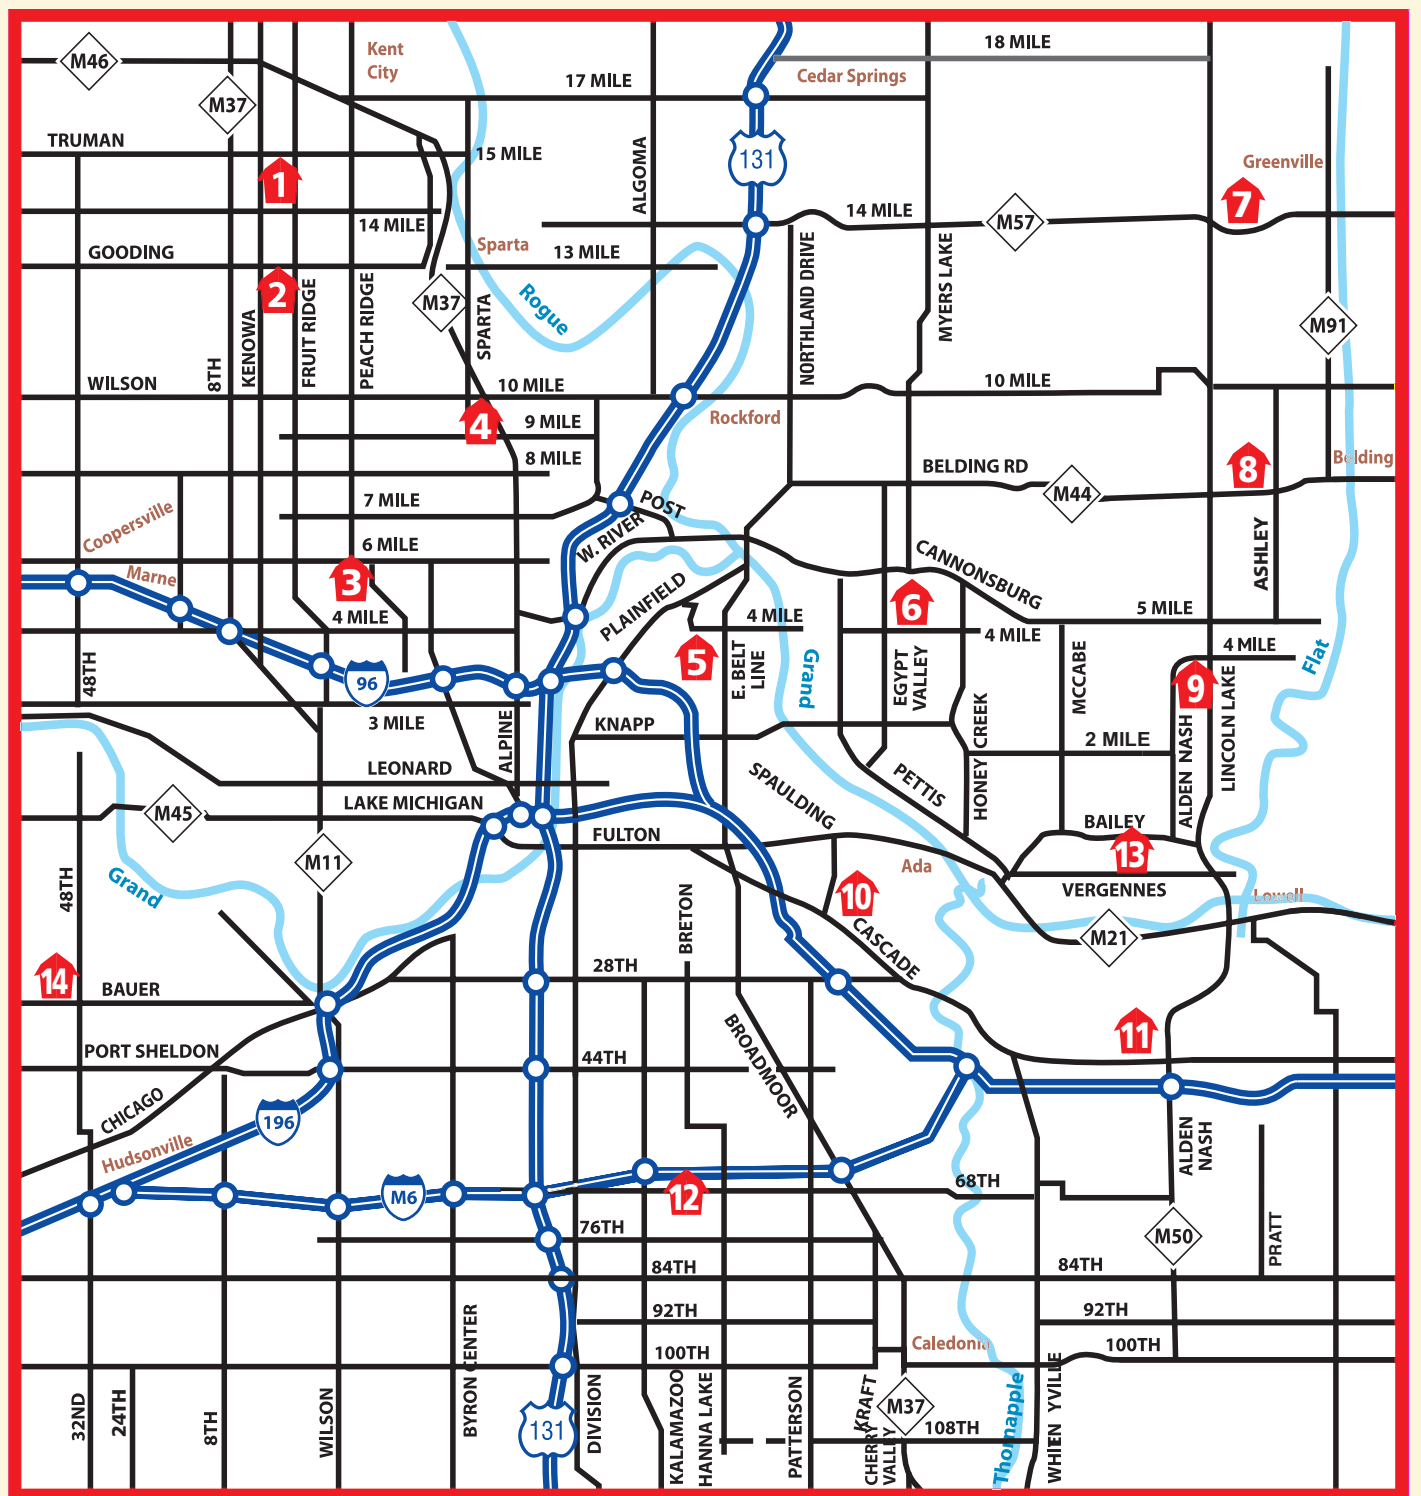 18 MILE
Kent
City
M46
Cedar Springs
17 MILE
M37
TRUMAN
15 MILE
ALGOMA
131
Greenville
1
7
14 MILE
14 MILE
M57
GOODING
Sparta
13 MILE
NORTHLAND DRIVE
MYERS LAKE
2
KENOWA
FRUIT RIDGE
PEACH RIDGE
M37
SPARTA
Rogue
M91
8TH
WILSON
10 MILE
10 MILE
4
9 MILE
Rockford
8 MILE
BELDING RD
8
Belding
M44
7 MILE
POST
W. RIVER
Coopersville
6 MILE
CANNONSBURG
ASHLEY
Marne
3
PLAINFIELD
6
4 MILE
4 MILE
5 MILE
4 MILE
48TH
96
5
E. BELT
LINE
Grand
EGYPT
VALLEY
MCCABE
4 MILE
Flat
9
3 MILE
ALPINE
KNAPP
HONEY CREEK
2 MILE
ALDEN NASH
LINCOLN LAKE
LEONARD
SPAULDING
PETTIS
LAKE MICHIGAN
M45
FULTON
BAILEY
13
M11
48TH
Grand
Ada
10
VERGENNES
Lowell
BRETON
CASCADE
M21
14
BAUER
28TH
11
PORT SHELDON
44TH
BROADMOOR
CHICAGO
196
Hudsonville
ALDEN
NASH
M6
12
68TH
76TH
M50
PRATT
84TH
84TH
92TH
92TH
BYRON CENTER
100TH
Caledonia
100TH
32ND
24TH
8TH
WILSON
131
DIVISION
KALAMAZOO
HANNA LAKE
PATTERSON
KRAFT
CHERRY
VALLEY
M37
108TH
Thornapple